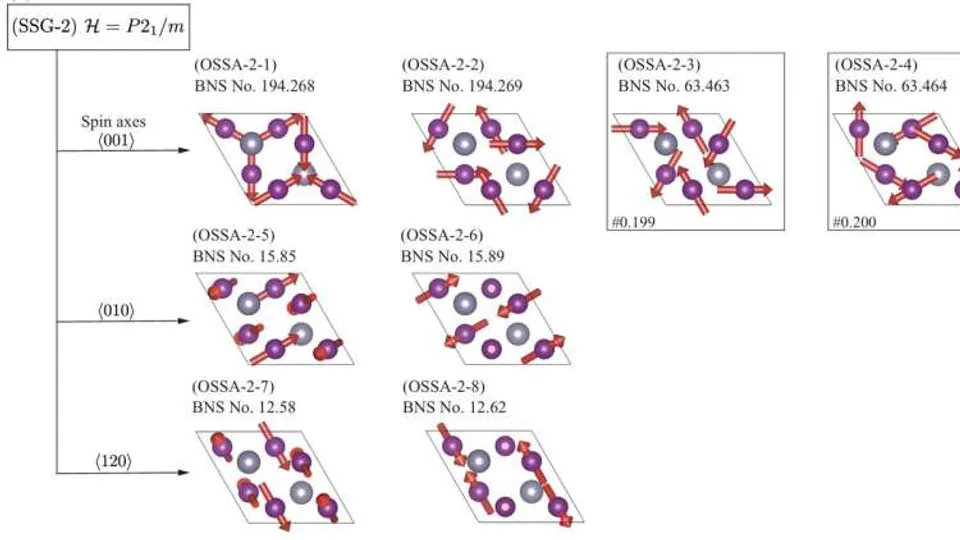 (SSG-2) ℋ = P2₁/m
Spin axes
⟨001⟩
(OSSA-2-1)
BNS No. 194.268
(OSSA-2-2)
BNS No. 194.269
(OSSA-2-3)
BNS No. 63.463
#0.199
(OSSA-2-4)
BNS No. 63.464
#0.200
⟨010⟩
(OSSA-2-5)
BNS No. 15.85
(OSSA-2-6)
BNS No. 15.89
⟨120⟩
(OSSA-2-7)
BNS No. 12.58
(OSSA-2-8)
BNS No. 12.62